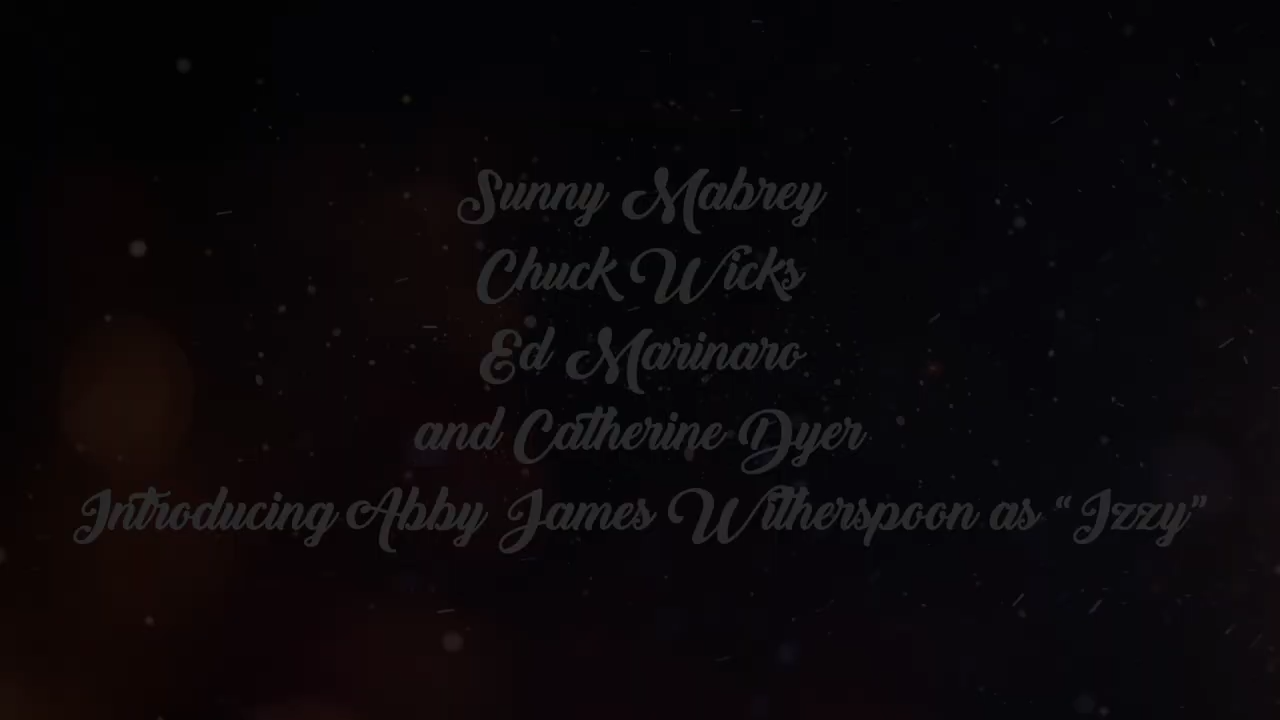 Sunny Mabrey
Chuck Wicks
Ed Marinaro
and Catherine Dyer
Introducing Abby James Witherspoon as “Izzy”